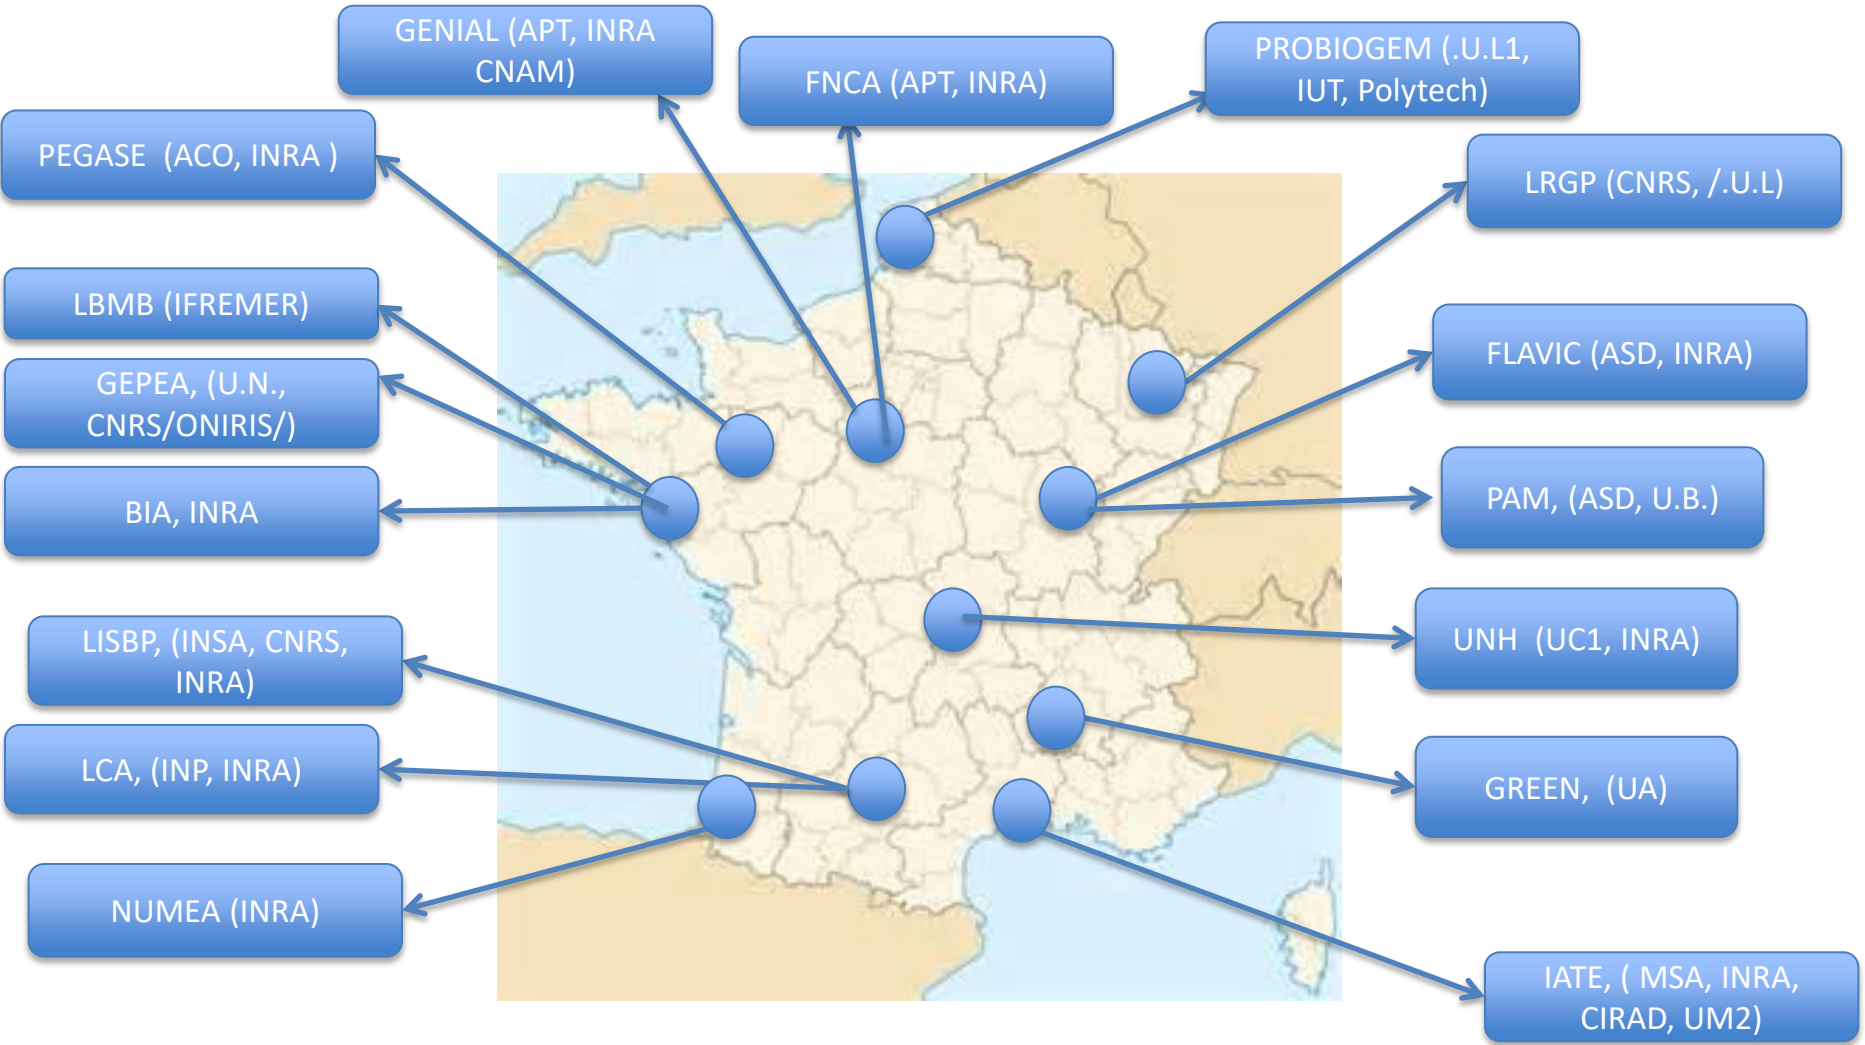 GENIAL (APT, INRA
CNAM)
FNCA (APT, INRA)
PROBIOGEM (.U.L1,
IUT, Polytech)
PEGASE (ACO, INRA )
LRGP (CNRS, /.U.L)
LBMB (IFREMER)
FLAVIC (ASD, INRA)
GEPEA, (U.N.,
CNRS/ONIRIS/)
BIA, INRA
PAM, (ASD, U.B.)
LISBP, (INSA, CNRS,
INRA)
UNH (UC1, INRA)
LCA, (INP, INRA)
GREEN, (UA)
NUMEA (INRA)
IATE, ( MSA, INRA,
CIRAD, UM2)